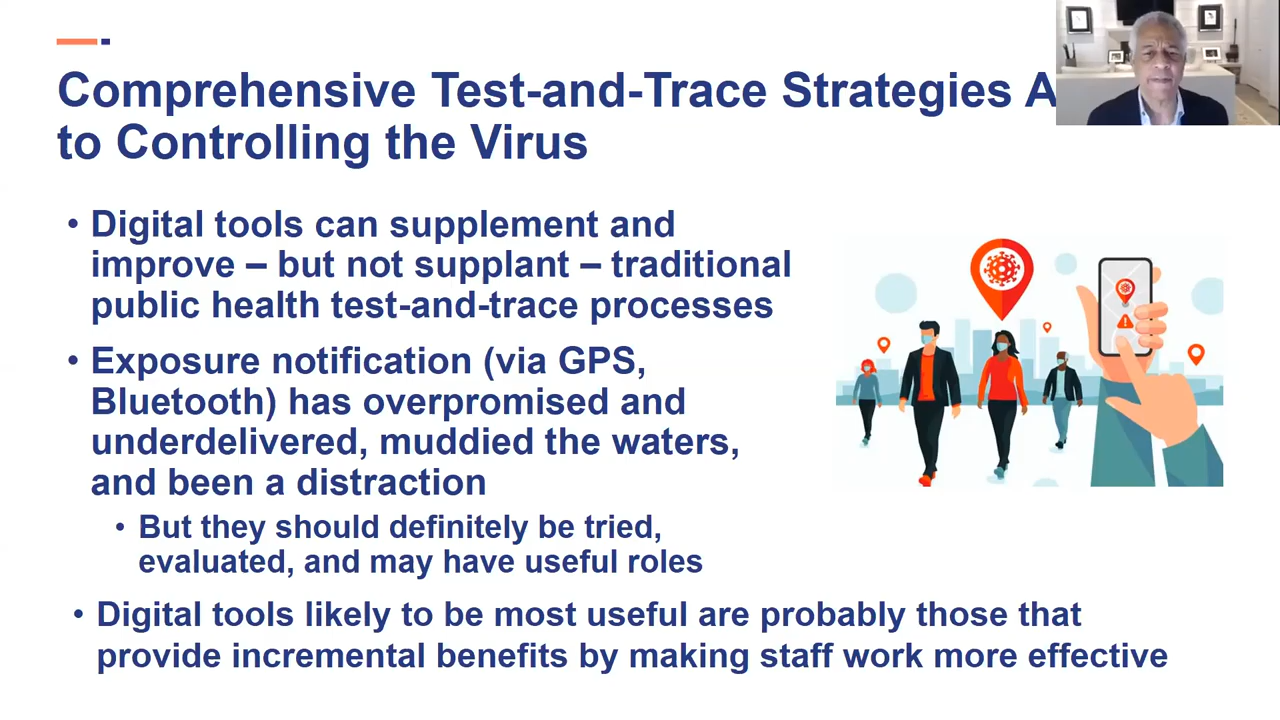 Comprehensive Test-and-Trace Strategies
to Controlling the Virus
• Digital tools can supplement and
improve – but not supplant – traditional
public health test-and-trace processes
• Exposure notification (via GPS,
Bluetooth) has overpromised and
underdelivered, muddied the waters,
and been a distraction
• But they should definitely be tried,
evaluated, and may have useful roles
• Digital tools likely to be most useful are probably those that
provide incremental benefits by making staff work more effective